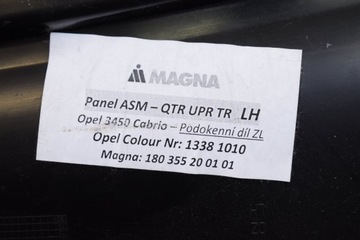 MAGNA
Panel ASM – QTR UPR TR LH
Opel 3450 Cabrio – Podokenní díl ZL
Opel Colour Nr: 1338 1010
Magna: 180 355 20 01 01